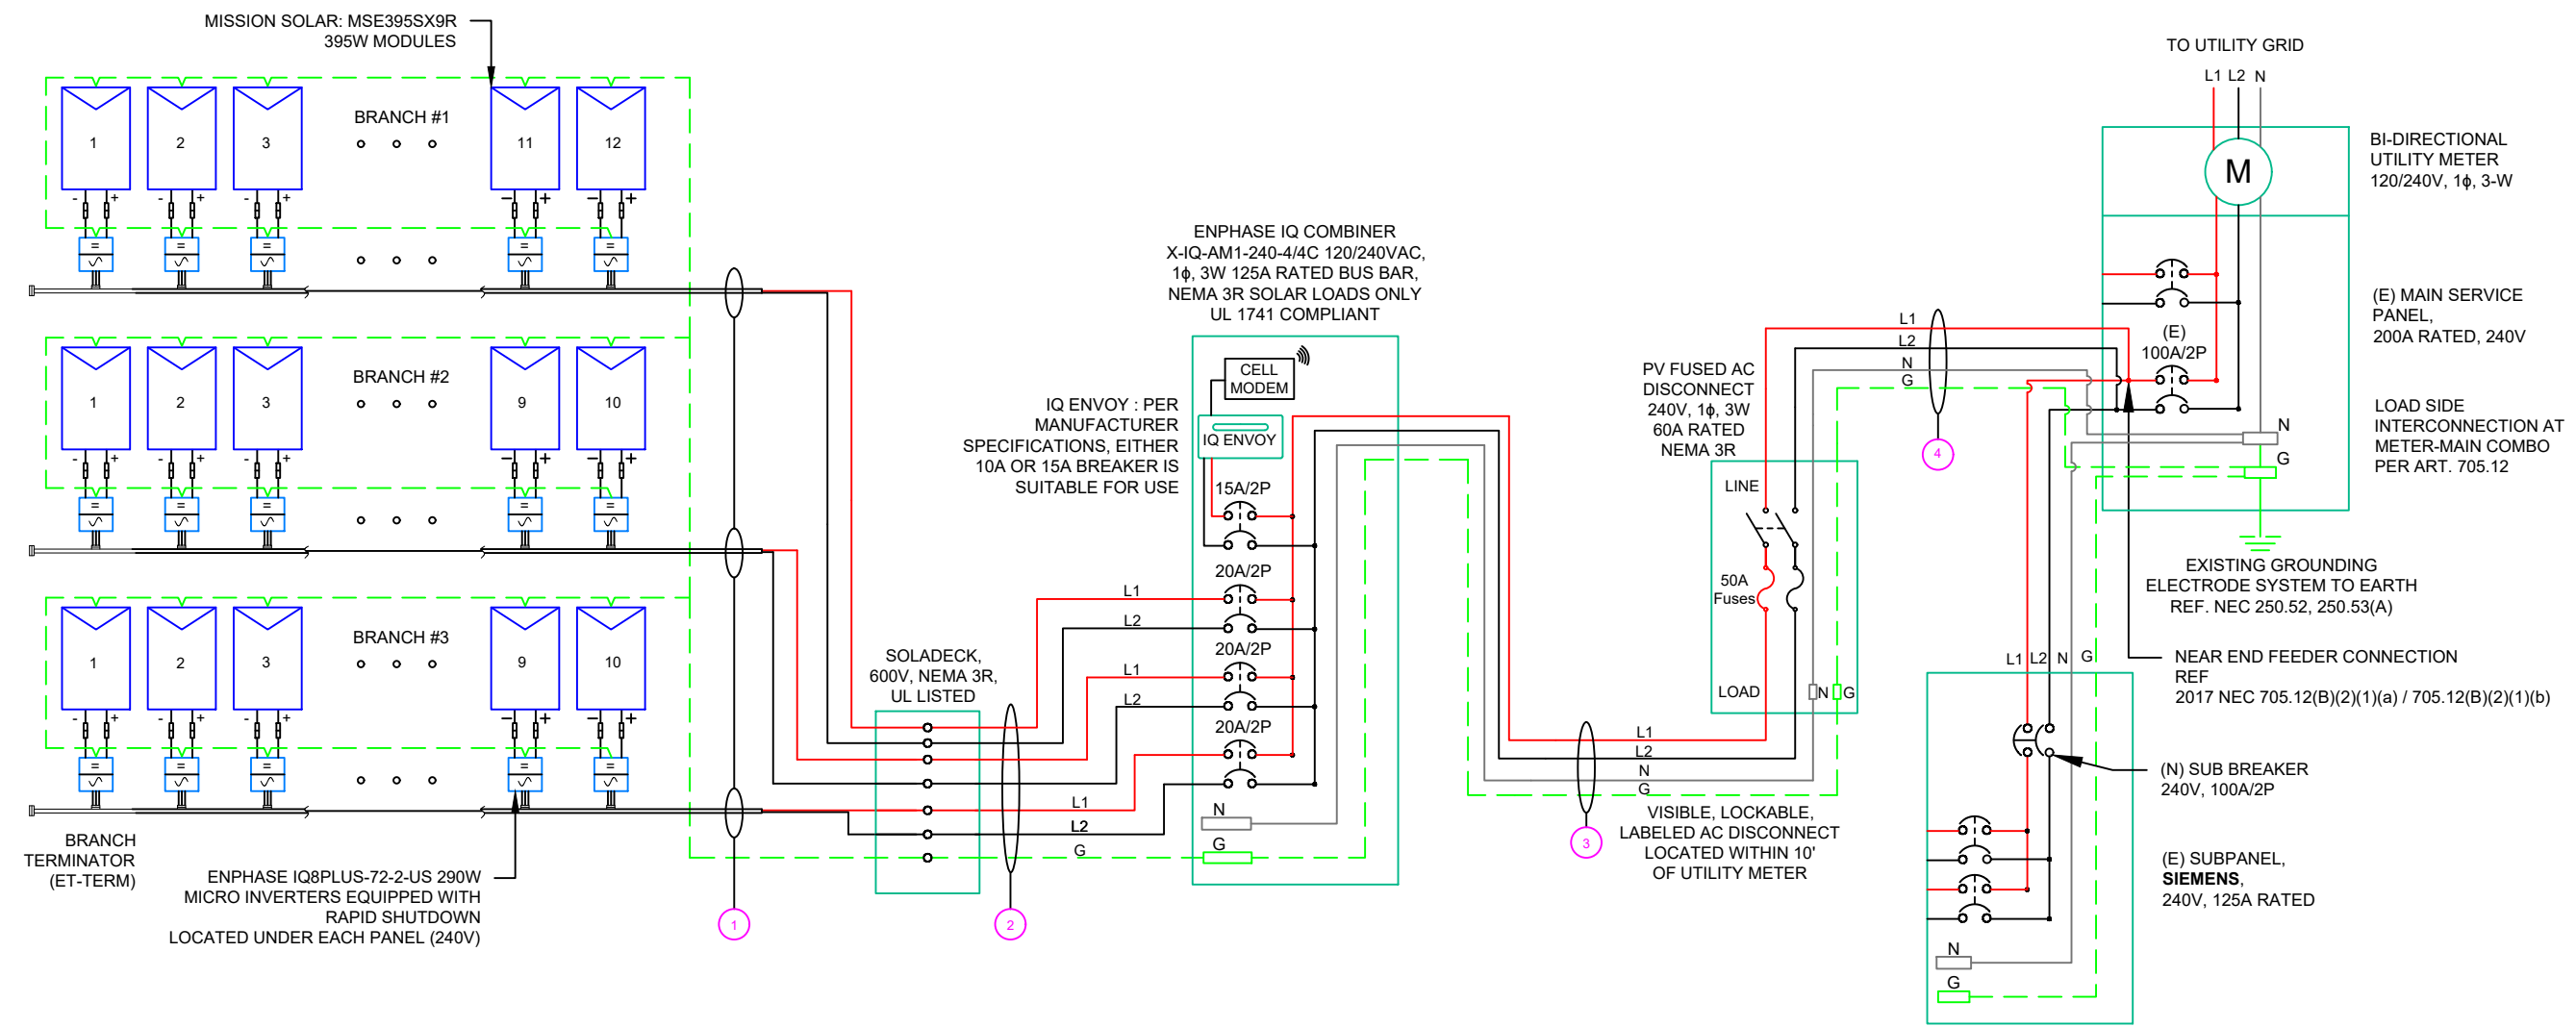 MISSION SOLAR: MSE395SX9R
395W MODULES
BRANCH #1
1
2
3
11
12
-
+
-
+
-
+
−
+
−
+
=
=
=
=
=
BRANCH #2
1
2
3
9
10
-
+
-
+
-
+
−
+
−
+
=
=
=
=
=
BRANCH #3
1
2
3
9
10
-
+
-
+
-
+
−
+
−
+
=
=
=
=
=
BRANCH
TERMINATOR
(ET-TERM)
ENPHASE IQ8PLUS-72-2-US 290W
MICRO INVERTERS EQUIPPED WITH
RAPID SHUTDOWN
LOCATED UNDER EACH PANEL (240V)
1
SOLADECK,
600V, NEMA 3R,
UL LISTED
2
L1
L2
L1
L2
L1
L2
G
ENPHASE IQ COMBINER
X-IQ-AM1-240-4/4C 120/240VAC,
1ϕ, 3W 125A RATED BUS BAR,
NEMA 3R SOLAR LOADS ONLY
UL 1741 COMPLIANT
CELL
MODEM
IQ ENVOY
IQ ENVOY : PER
MANUFACTURER
SPECIFICATIONS, EITHER
10A OR 15A BREAKER IS
SUITABLE FOR USE
15A/2P
20A/2P
20A/2P
20A/2P
N
G
L1
L2
N
G
3
PV FUSED AC
DISCONNECT
240V, 1ϕ, 3W
60A RATED
NEMA 3R
LINE
50A
Fuses
LOAD
N
G
VISIBLE, LOCKABLE,
LABELED AC DISCONNECT
LOCATED WITHIN 10'
OF UTILITY METER
L1
L2
N
G
4
TO UTILITY GRID
L1 L2 N
M
BI-DIRECTIONAL
UTILITY METER
120/240V, 1ϕ, 3-W
(E) MAIN SERVICE
PANEL,
200A RATED, 240V
(E)
100A/2P
LOAD SIDE
INTERCONNECTION AT
METER-MAIN COMBO
PER ART. 705.12
N
G
EXISTING GROUNDING
ELECTRODE SYSTEM TO EARTH
REF. NEC 250.52, 250.53(A)
L1 L2 N G
NEAR END FEEDER CONNECTION
REF
2017 NEC 705.12(B)(2)(1)(a) / 705.12(B)(2)(1)(b)
(N) SUB BREAKER
240V, 100A/2P
(E) SUBPANEL,
SIEMENS,
240V, 125A RATED
N
G